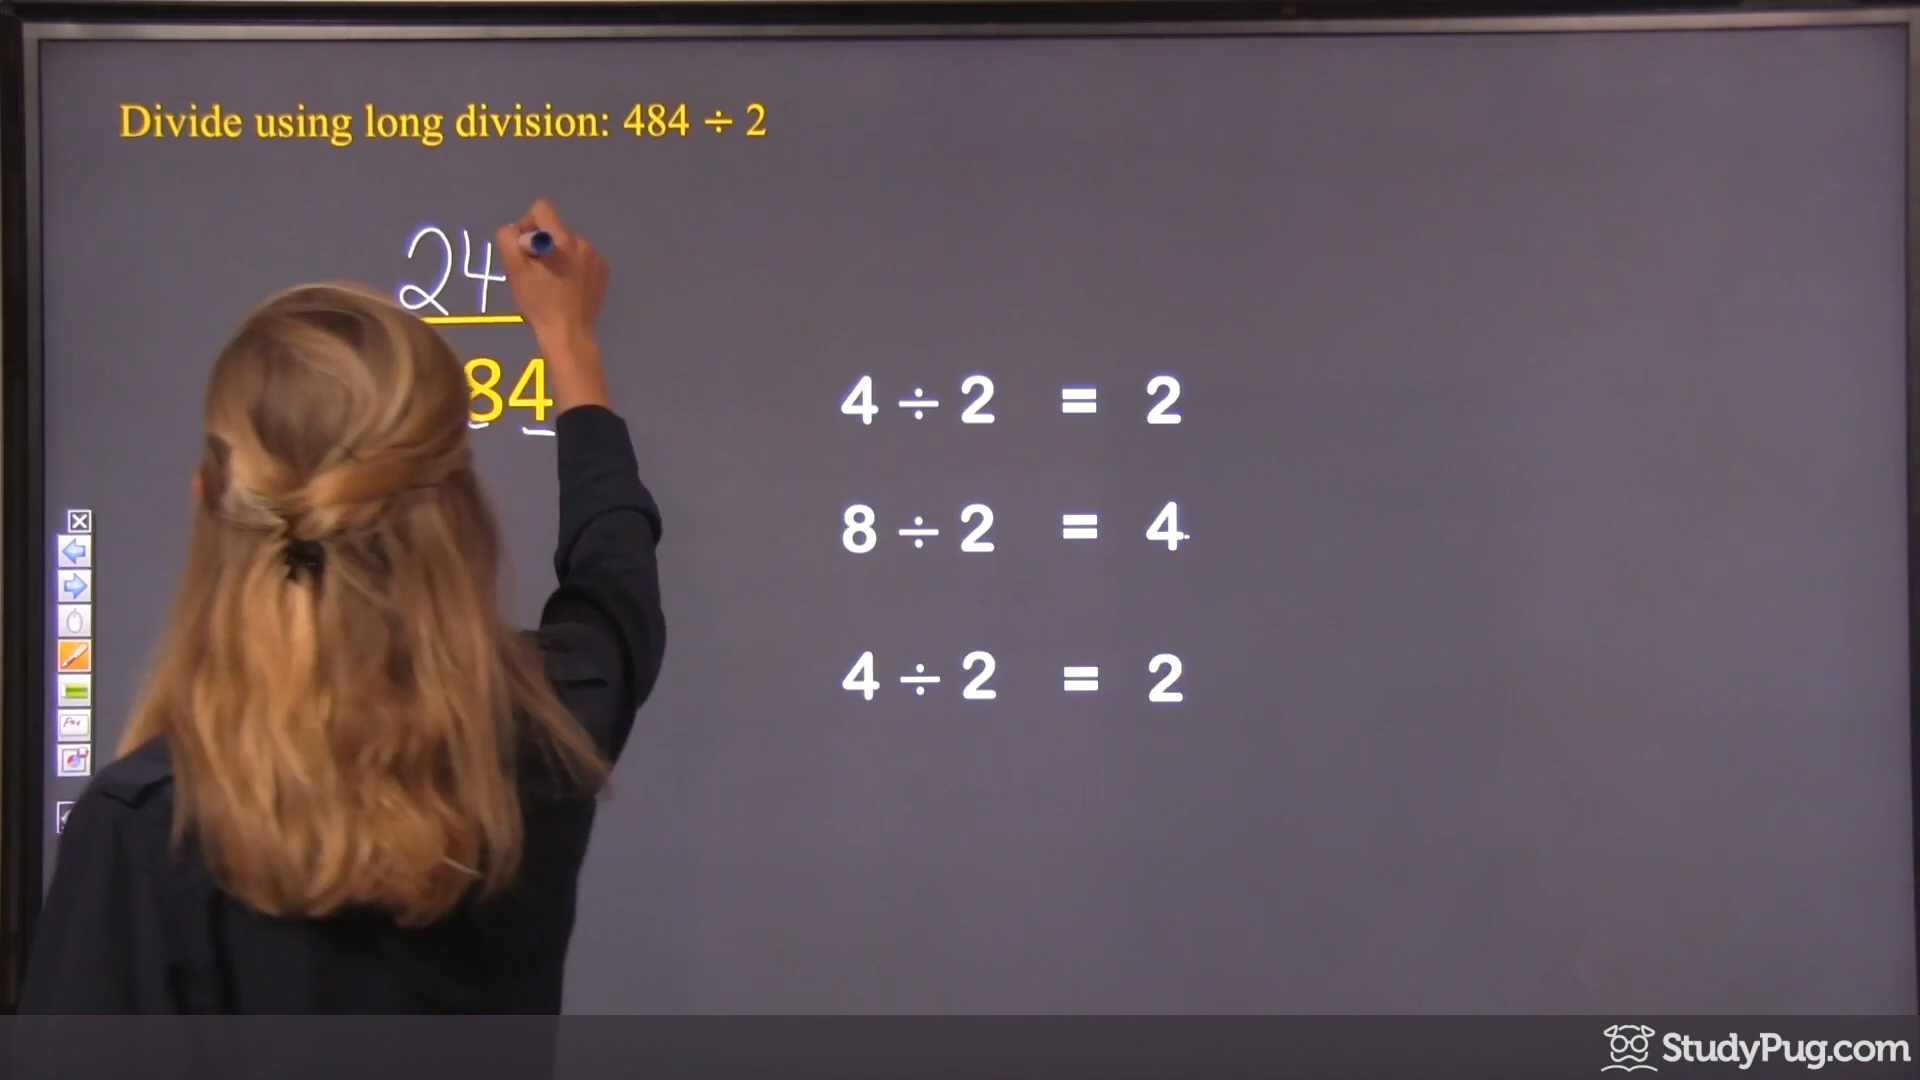 Divide using long division: 484 ÷ 2
24
84
4 ÷ 2 = 2
8 ÷ 2 = 4
4 ÷ 2 = 2
StudyPug.com